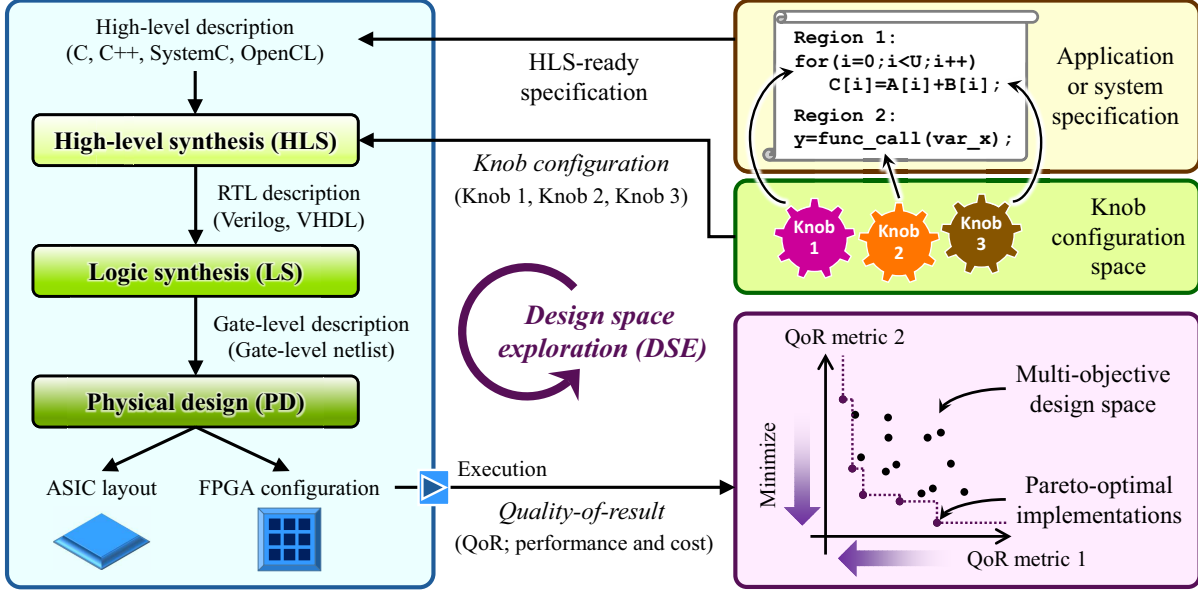 High-level description
(C, C++, SystemC, OpenCL)
High-level synthesis (HLS)
RTL description
(Verilog, VHDL)
Logic synthesis (LS)
Gate-level description
(Gate-level netlist)
Physical design (PD)
ASIC layout
FPGA configuration
HLS-ready
specification
Knob configuration
(Knob 1, Knob 2, Knob 3)
Design space
exploration (DSE)
Execution
Quality-of-result
(QoR; performance and cost)
Region 1:
for(i=0;i<U;i++)
C[i]=A[i]+B[i];
Region 2:
y=func_call(var_x);
Application
or system
specification
Knob
1
Knob
2
Knob
3
Knob
configuration
space
QoR metric 2
Multi-objective
design space
Minimize
Pareto-optimal
implementations
QoR metric 1